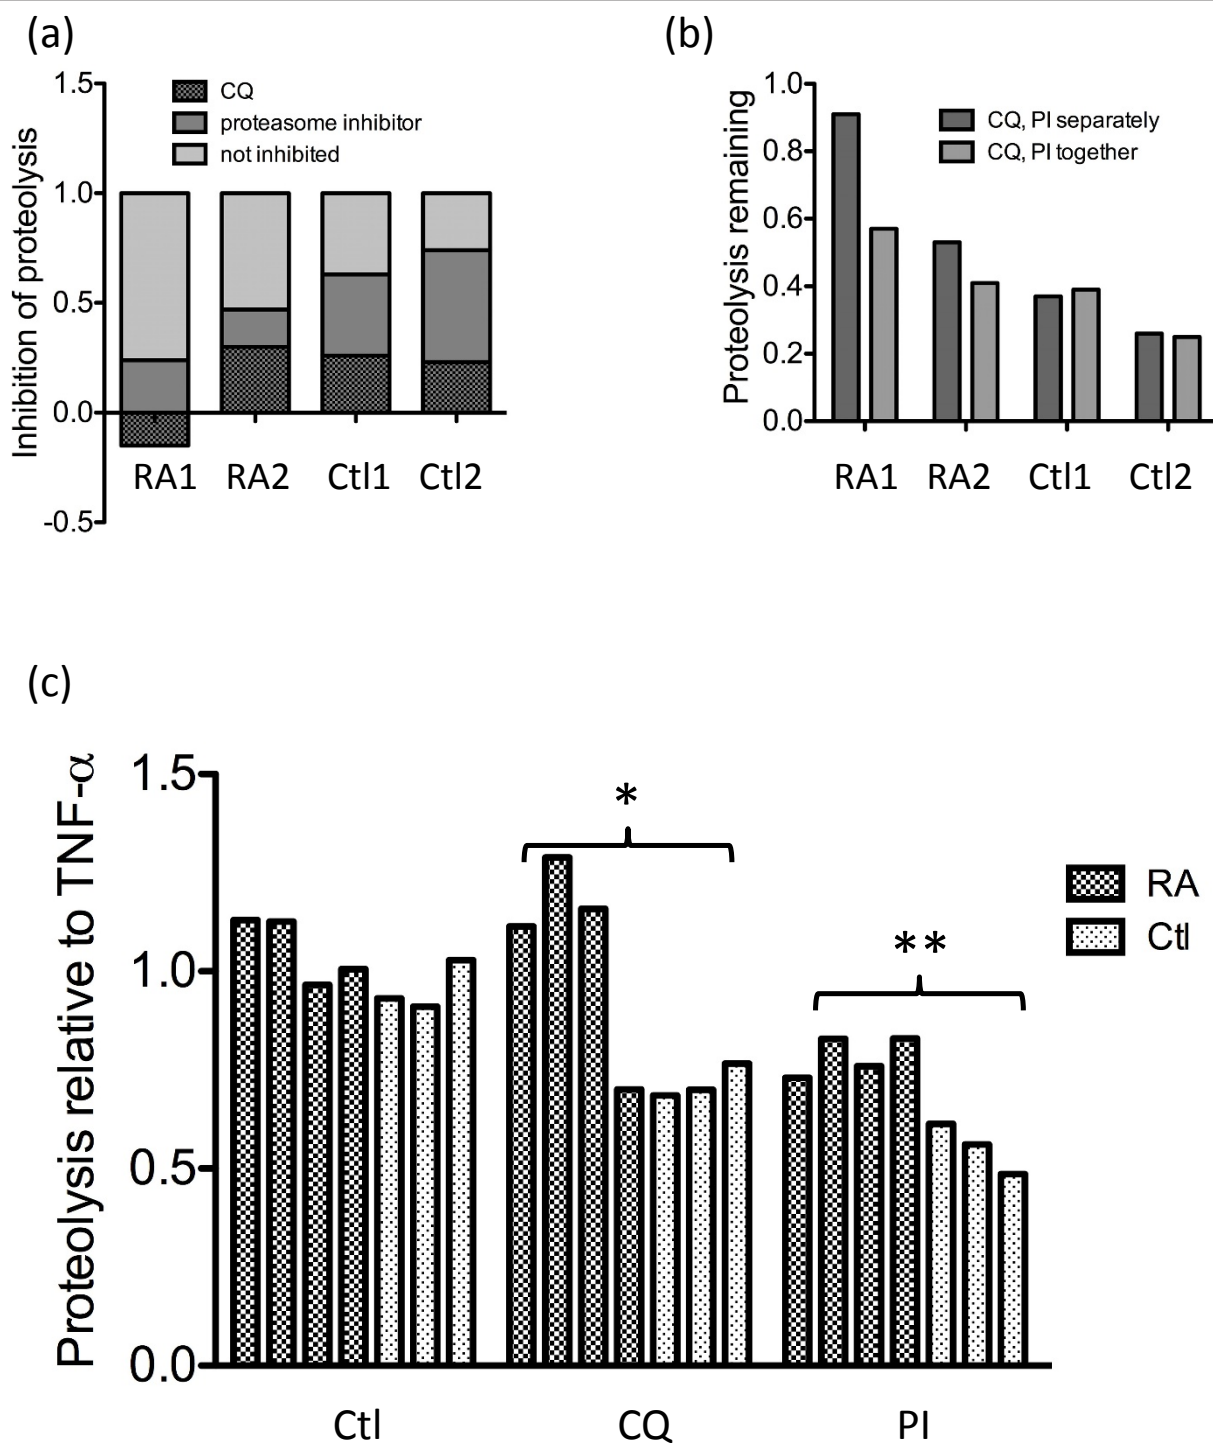 (a)
1.5
1.0
0.5
0.0
-0.5
Inhibition of proteolysis
CQ
proteasome inhibitor
not inhibited
RA1 RA2 Ctl1 Ctl2
(b)
1.0
0.8
0.6
0.4
0.2
0.0
Proteolysis remaining
CQ, PI separately
CQ, PI together
RA1 RA2 Ctl1 Ctl2
(c)
1.5
1.0
0.5
0.0
Proteolysis relative to TNF-α
*
**
RA
Ctl
Ctl CQ PI